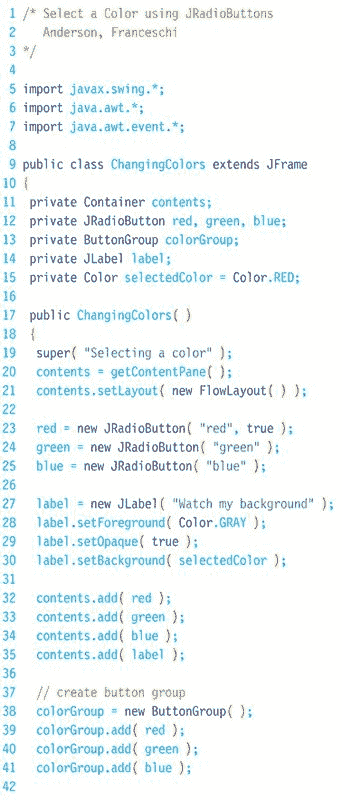 1 /* Select a Color using JRadioButtons
2 Anderson, Franceschi
3 */
4
5 import javax.swing.*;
6 import java.awt.*;
7 import java.awt.event.*;
8
9 public class ChangingColors extends JFrame
10 {
11 private Container contents;
12 private JRadioButton red, green, blue;
13 private ButtonGroup colorGroup;
14 private JLabel label;
15 private Color selectedColor = Color.RED;
16
17 public ChangingColors( )
18 {
19 super( "Selecting a color" );
20 contents = getContentPane( );
21 contents.setLayout( new FlowLayout( ) );
22
23 red = new JRadioButton( "red", true );
24 green = new JRadioButton( "green" );
25 blue = new JRadioButton( "blue" );
26
27 label = new JLabel( "Watch my background" );
28 label.setForeground( Color.GRAY );
29 label.setOpaque( true );
30 label.setBackground( selectedColor );
31
32 contents.add( red );
33 contents.add( green );
34 contents.add( blue );
35 contents.add( label );
36
37 // create button group
38 colorGroup = new ButtonGroup( );
39 colorGroup.add( red );
40 colorGroup.add( green );
41 colorGroup.add( blue );
42